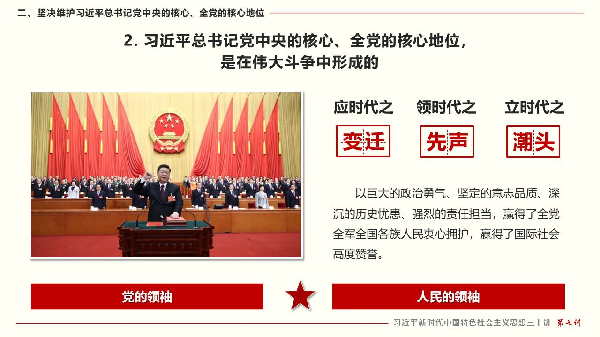 二、坚决维护习近平总书记党中央的核心、全党的核心地位
2. 习近平总书记党中央的核心、全党的核心地位，
是在伟大斗争中形成的
应时代之 领时代之 立时代之
变迁 先声 潮头
以巨大的政治勇气、坚定的意志品质、深
沉的历史忧患、强烈的责任担当，赢得了全党
全军全国各族人民衷心拥护，赢得了国际社会
高度赞誉。
党的领袖 人民的领袖
习近平新时代中国特色社会主义思想三十讲 第七讲